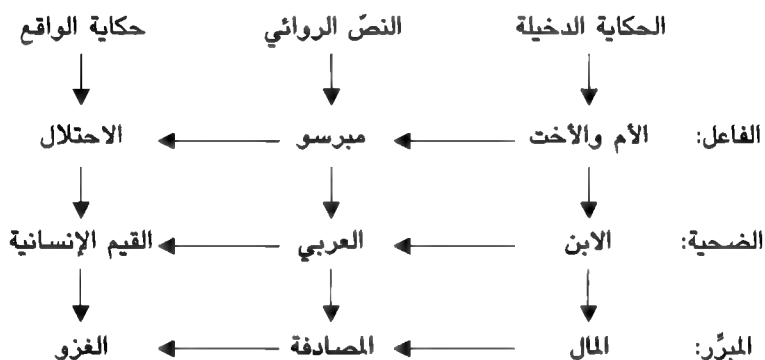 الحكاية الدخيلة النصّ الروائي حكاية الواقع
الفاعل: الأم والأخت ميرسو الاحتلال
الضحية: الابن العربي القيم الإنسانية
المبرِّر: المال المصادفة الغزو